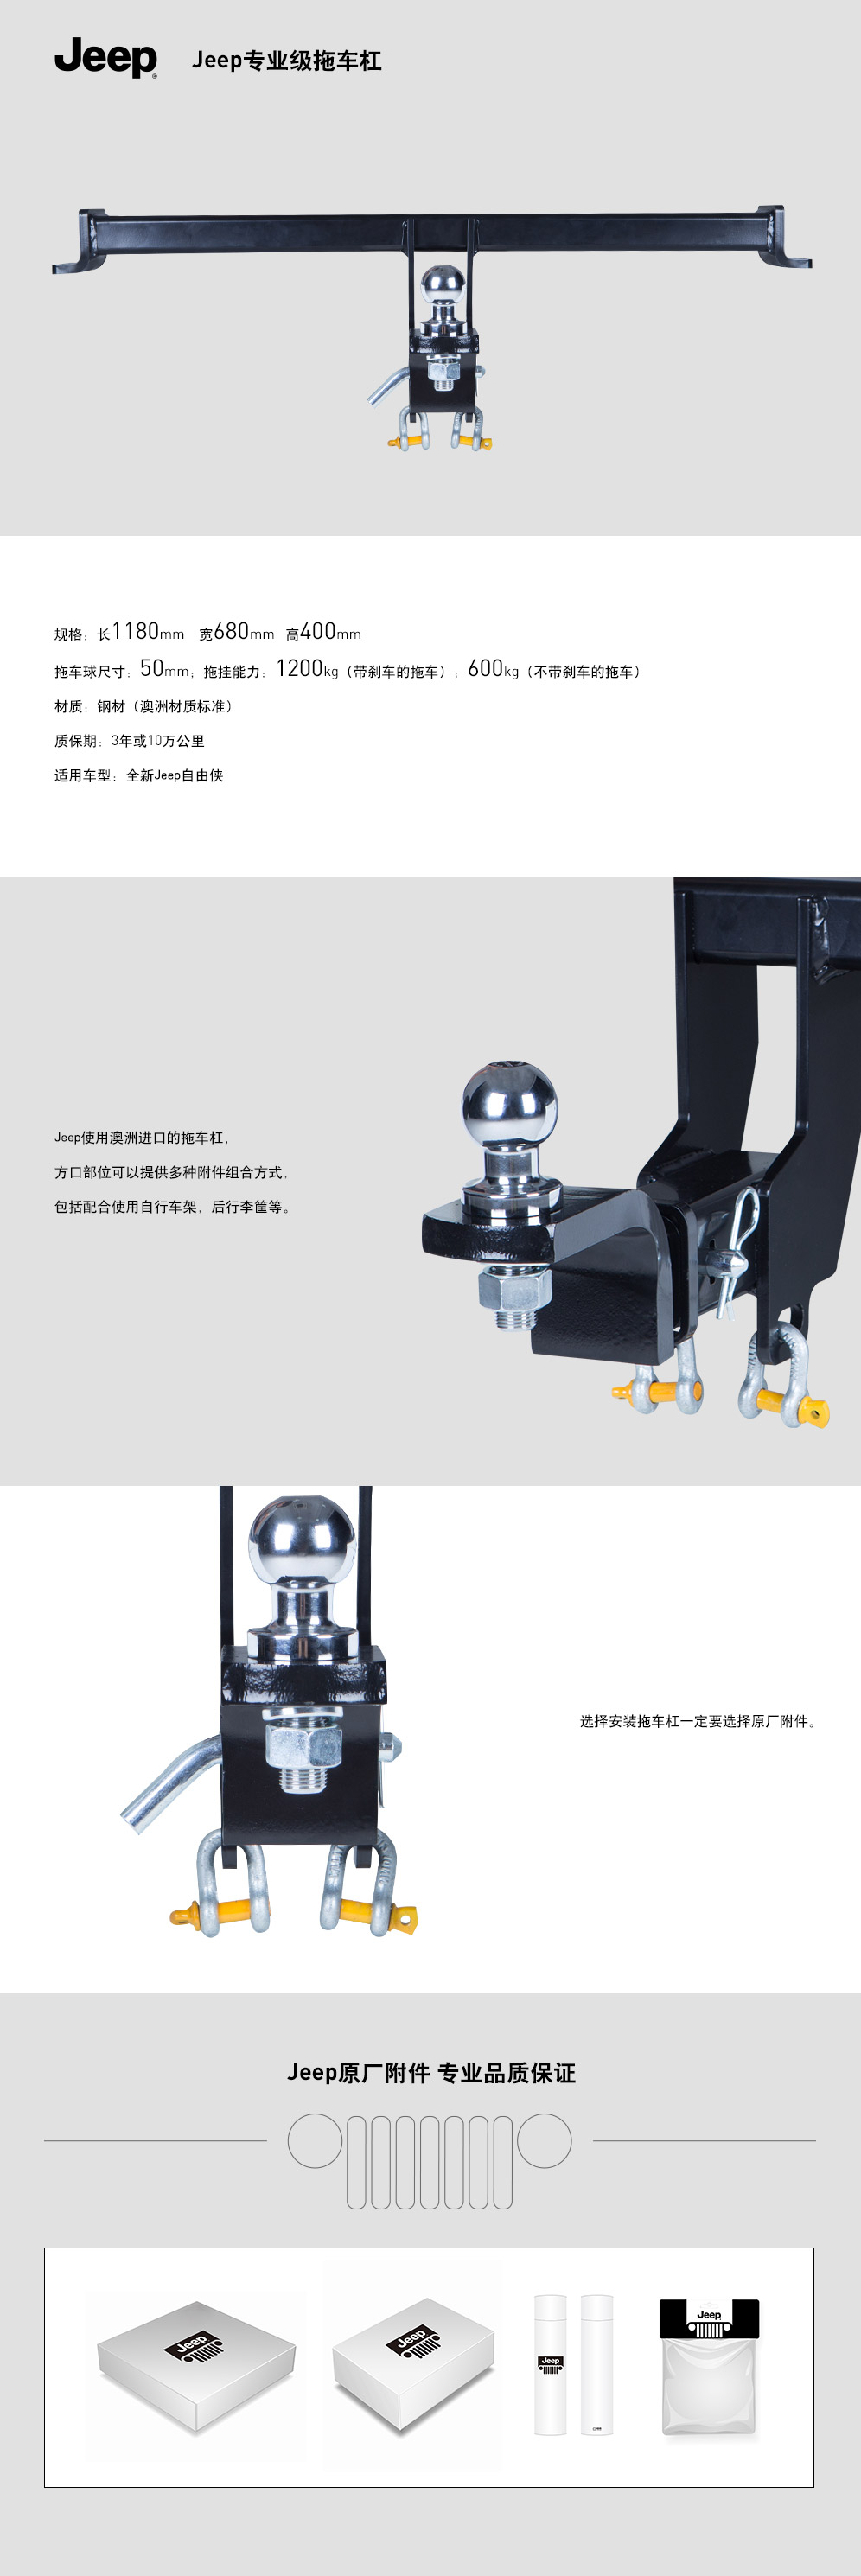 Jeep® Jeep专业级拖车杠
规格：长1180mm 宽680mm 高400mm
拖车球尺寸：50mm；拖挂能力：1200kg（带刹车的拖车）；600kg（不带刹车的拖车）
材质：钢材（澳洲材质标准）
质保期：3年或10万公里
适用车型：全新Jeep自由侠
Jeep使用澳洲进口的拖车杠，
方口部位可以提供多种附件组合方式，
包括配合使用自行车架，后行李筐等。
选择安装拖车杠一定要选择原厂附件。
Jeep原厂附件 专业品质保证
Jeep
Jeep
Jeep
Jeep